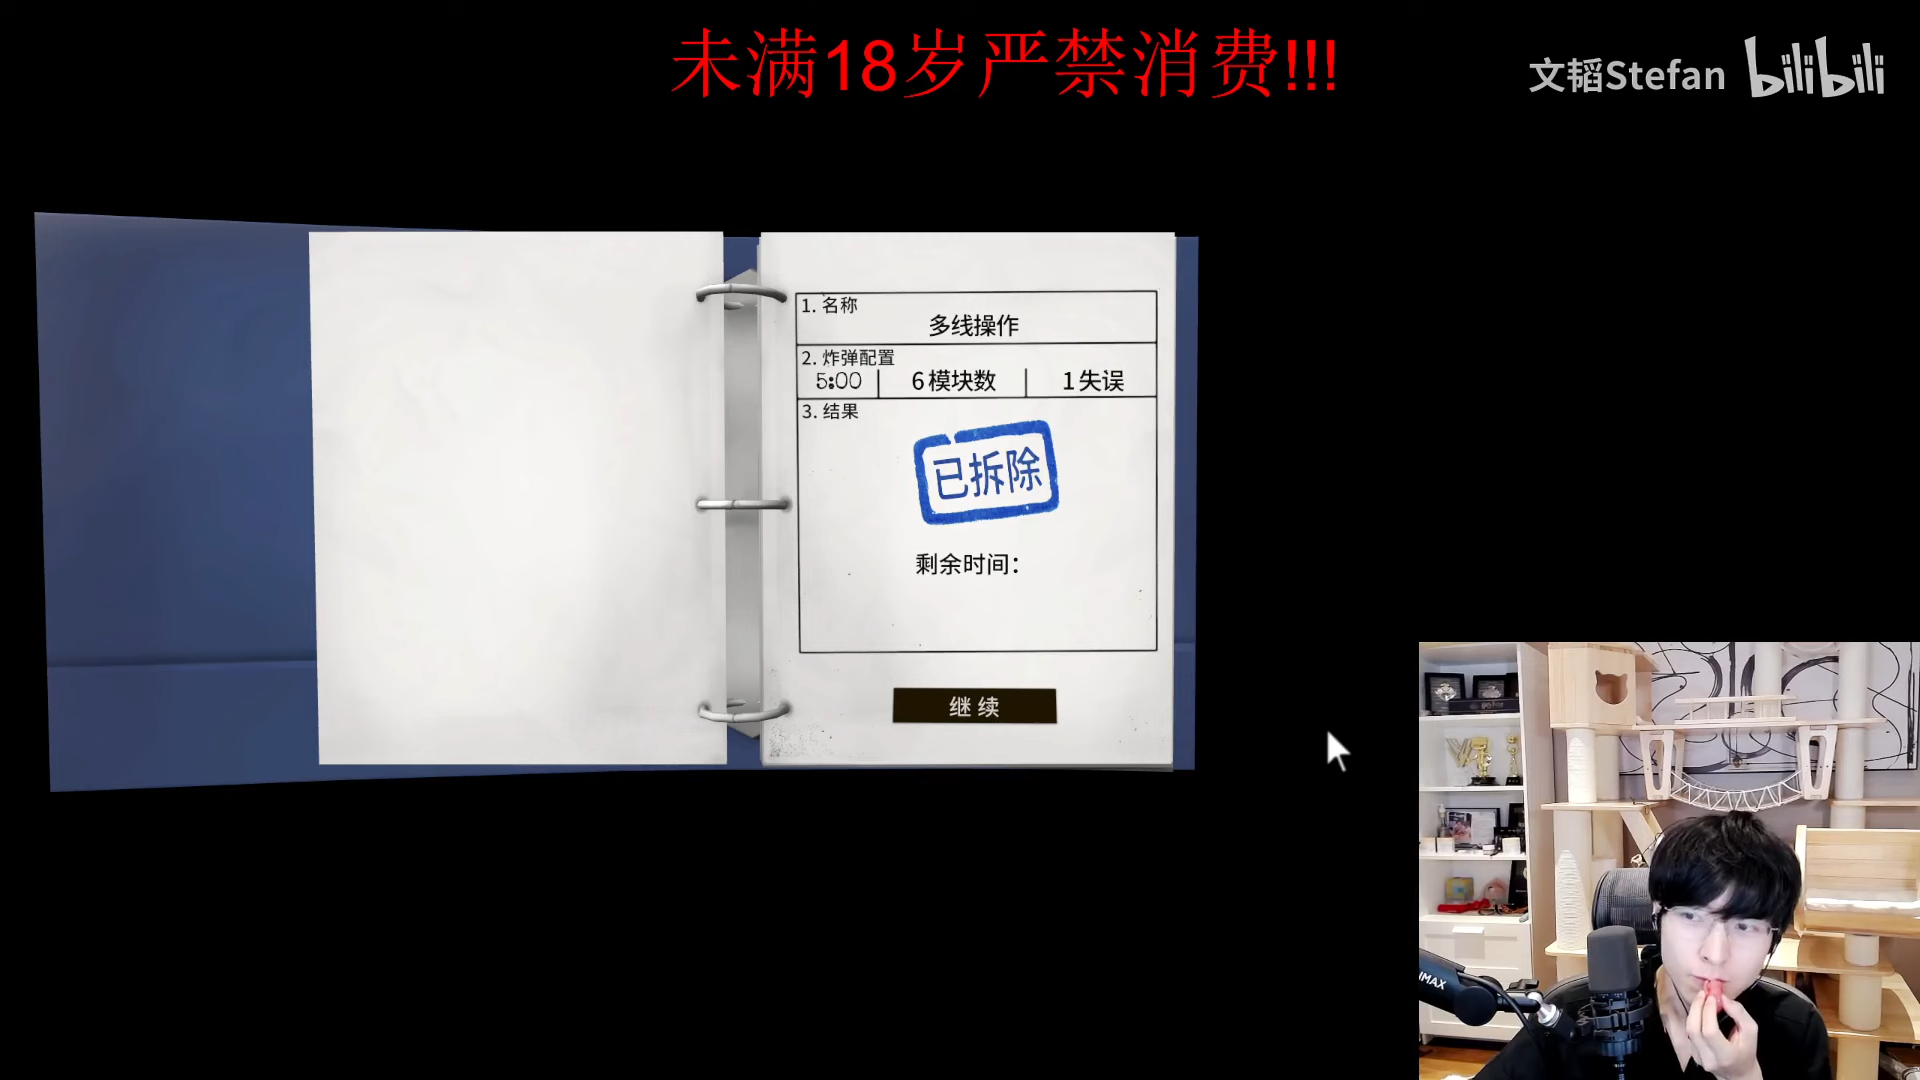 未满18岁严禁消费!!!
文韬Stefan bilibili
1. 名称
多线操作
2. 炸弹配置
5:00 6模块数 1失误
3. 结果
已拆除
剩余时间:
继续